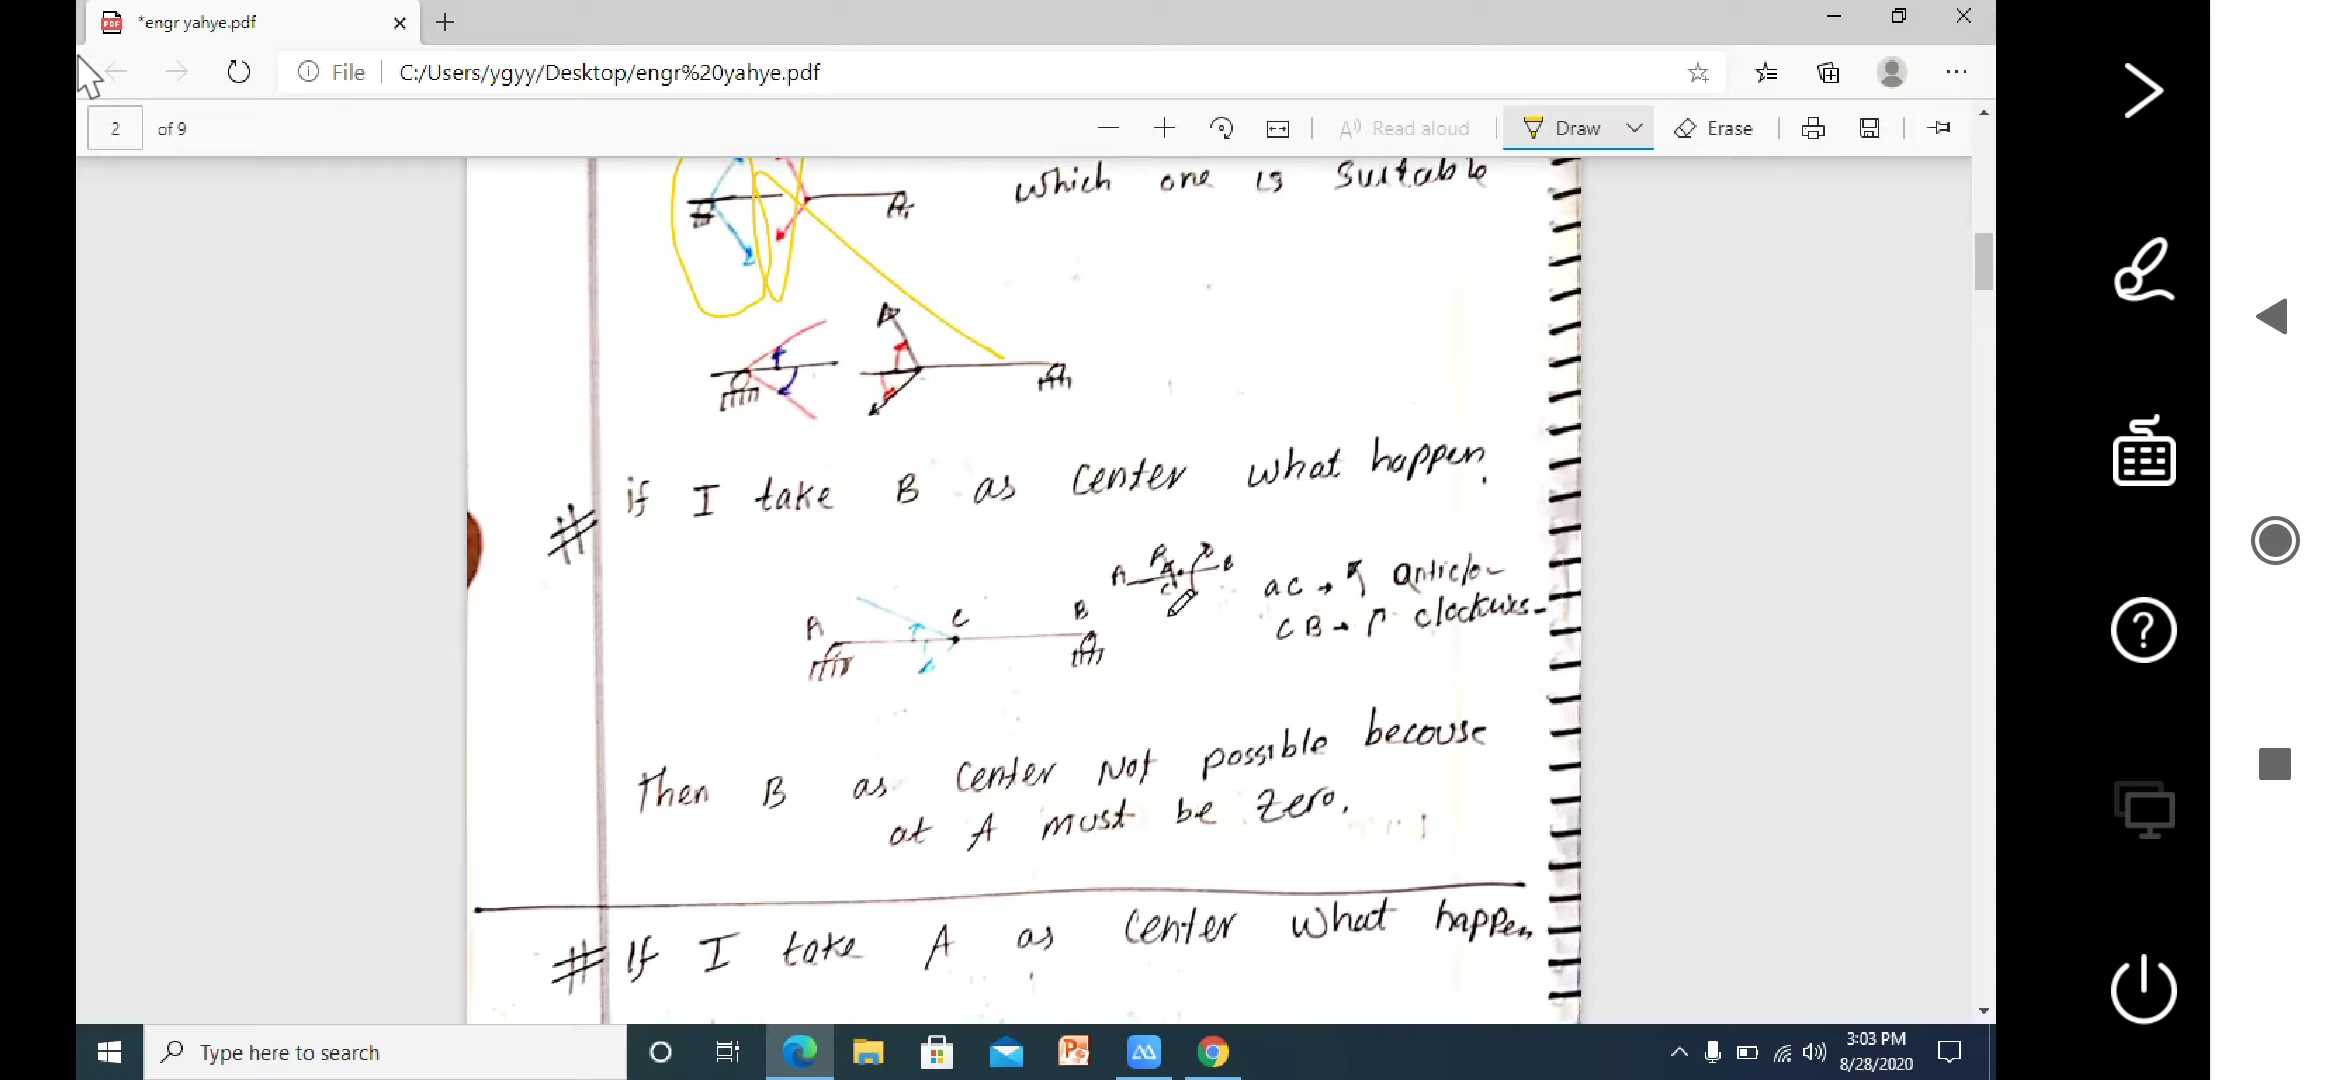 *engr yahye.pdf
File C:/Users/ygyy/Desktop/engr%20yahye.pdf
2 of 9
Read aloud
Draw
Erase
which one is suitable
# if I take B as center what happen.
A B
aC → anticlo-
CB → clockwis-
A C B
Then B as center Not possible becouse
at A must be zero.
# If I take A as center what happen
Type here to search
3:03 PM
8/28/2020